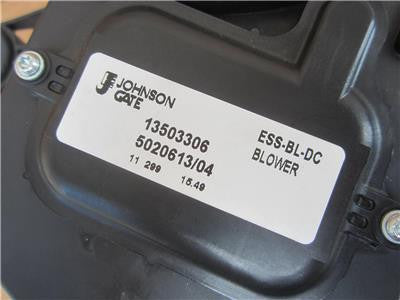 JOHNSON
GATE
13503306
5020613/04
11 299 15.49
ESS-BL-DC
BLOWER